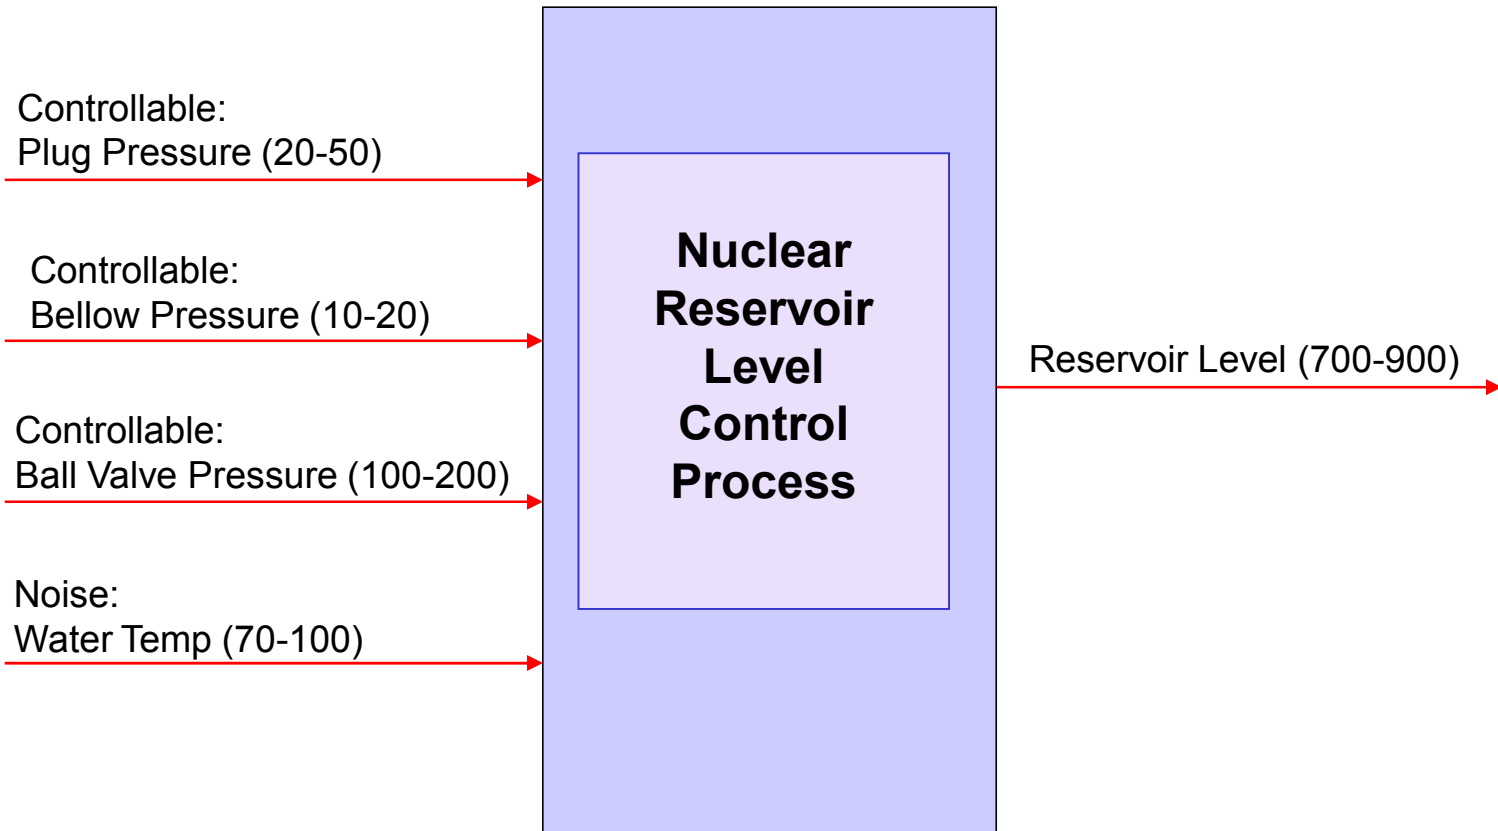 Controllable:
Plug Pressure (20-50)
Controllable:
Bellow Pressure (10-20)
Controllable:
Ball Valve Pressure (100-200)
Noise:
Water Temp (70-100)
Nuclear
Reservoir
Level
Control
Process
Reservoir Level (700-900)